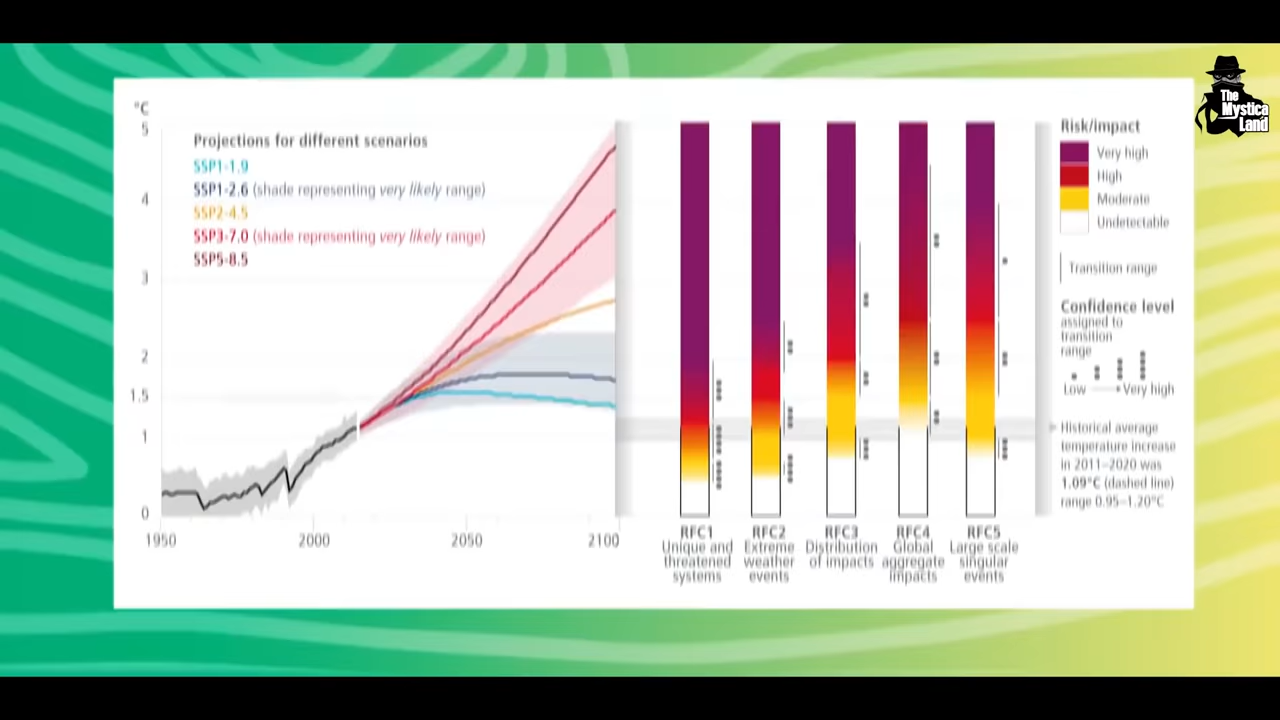 The
Mystica
Land
°C
5
4
3
2
1.5
1
0
1950
2000
2050
2100
Projections for different scenarios
SSP1-1.9
SSP1-2.6 (shade representing very likely range)
SSP2-4.5
SSP3-7.0 (shade representing very likely range)
SSP5-8.5
RFC1
Unique and
threatened
systems
RFC2
Extreme
weather
events
RFC3
Distribution
of impacts
RFC4
Global
aggregate
impacts
RFC5
Large scale
singular
events
Risk/impact
Very high
High
Moderate
Undetectable
Transition range
Confidence level
assigned to
transition
range
Low
Very high
Historical average
temperature increase
in 2011–2020 was
1.09°C (dashed line)
range 0.95–1.20°C